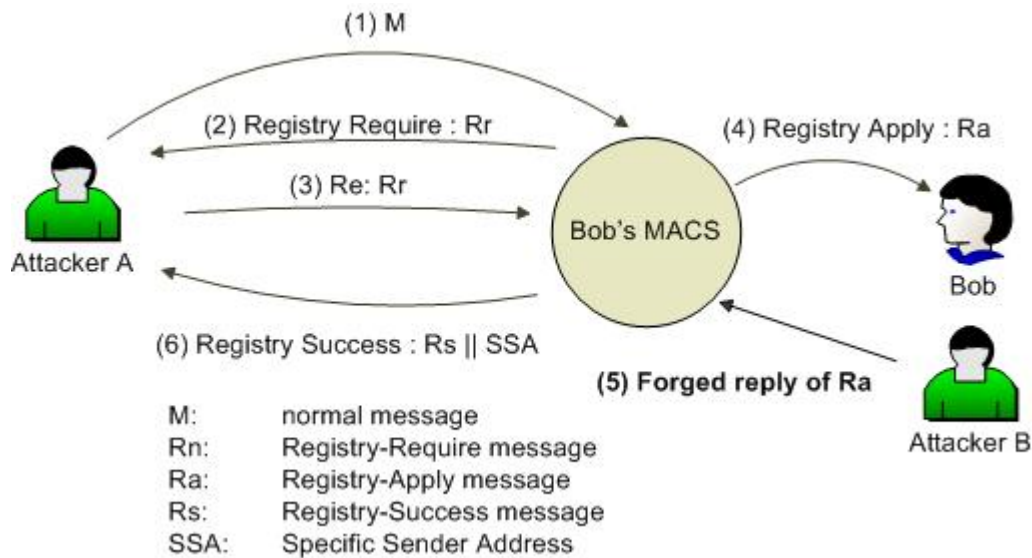 (1) M
(2) Registry Require : Rr
(4) Registry Apply : Ra
(3) Re: Rr
Bob's MACS
Attacker A
Bob
(6) Registry Success : Rs || SSA
(5) Forged reply of Ra
Attacker B
M: normal message
Rn: Registry-Require message
Ra: Registry-Apply message
Rs: Registry-Success message
SSA: Specific Sender Address